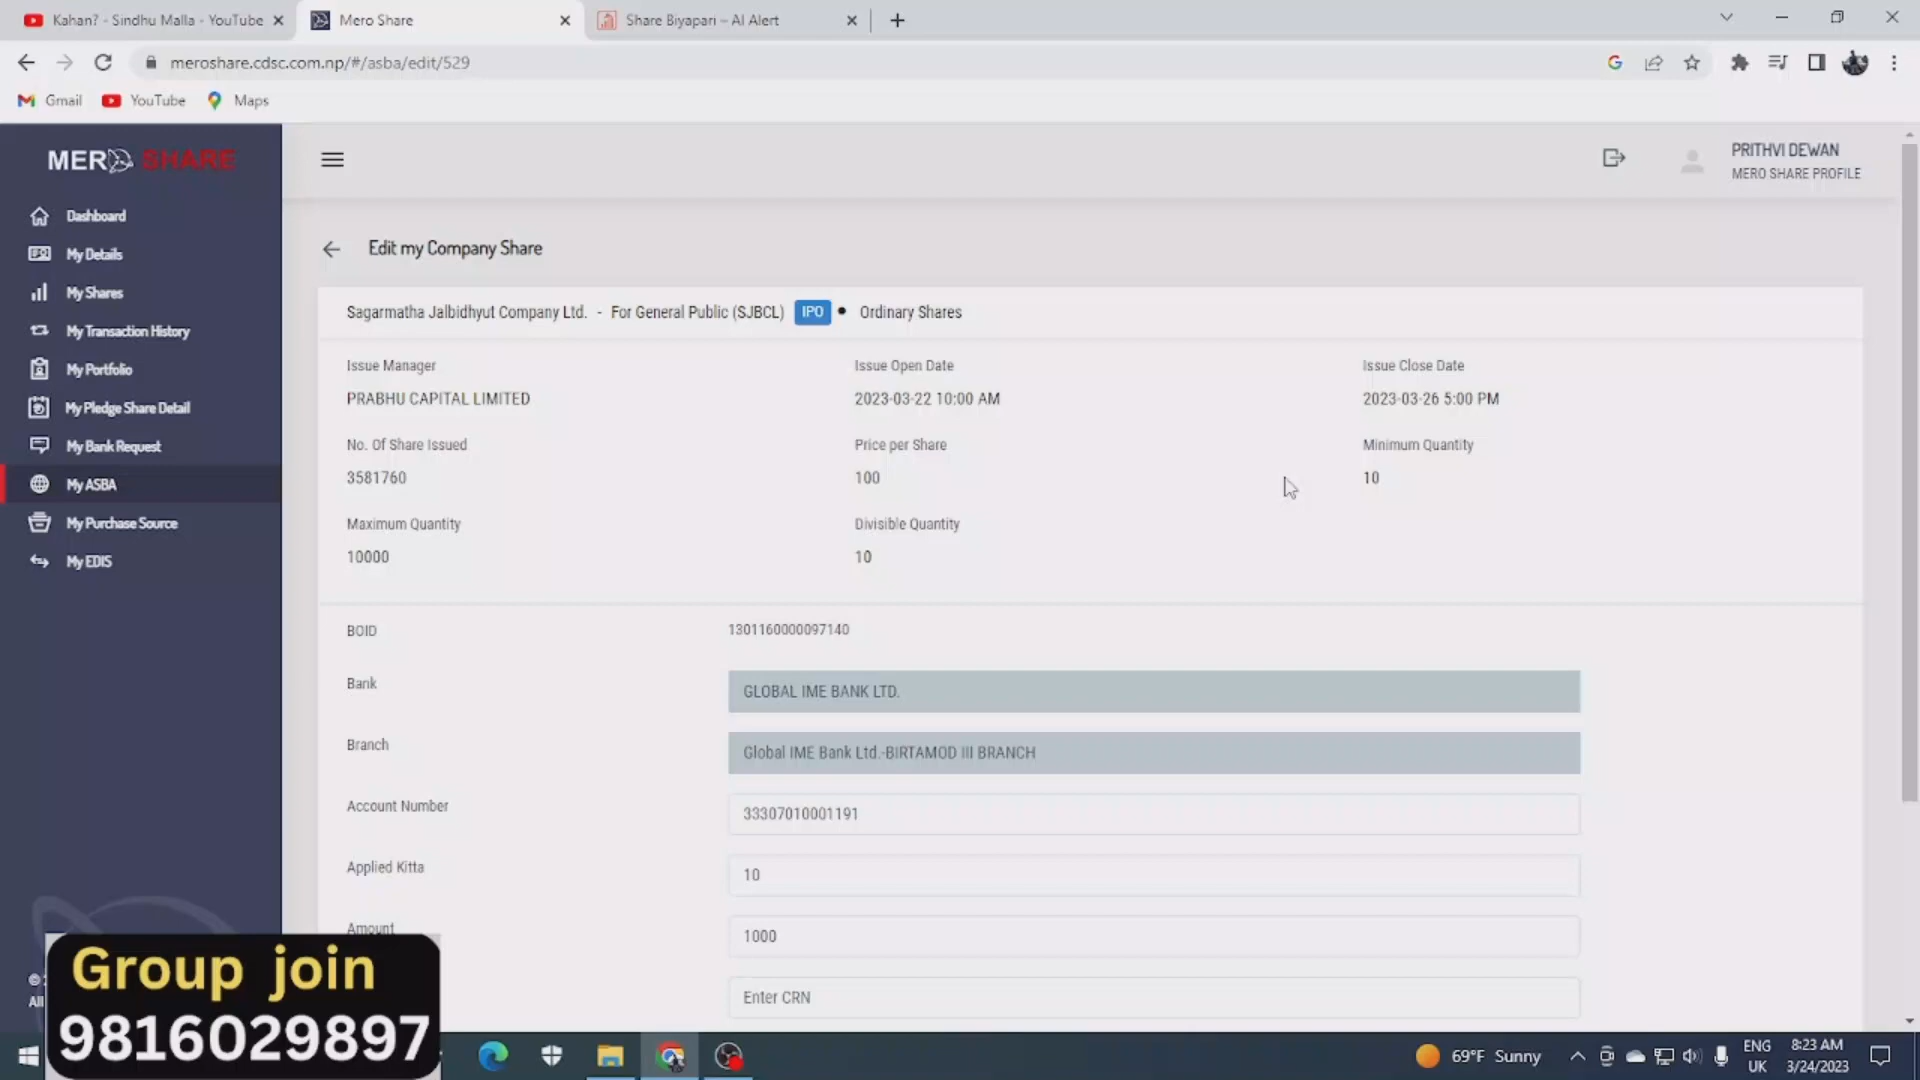 Kahan? - Sindhu Malla - YouTube
Mero Share
Share Biyapari – AI Alert
meroshare.cdsc.com.np/#/asba/edit/529
Gmail
YouTube
Maps
MERO SHARE
PRITHVI DEWAN
MERO SHARE PROFILE
Dashboard
My Details
My Shares
My Transaction History
My Portfolio
My Pledge Share Detail
My Bank Request
My ASBA
My Purchase Source
My EDIS
Edit my Company Share
Sagarmatha Jalbidhyut Company Ltd. - For General Public (SJBCL) IPO • Ordinary Shares
Issue Manager
PRABHU CAPITAL LIMITED
Issue Open Date
2023-03-22 10:00 AM
Issue Close Date
2023-03-26 5:00 PM
No. Of Share Issued
3581760
Price per Share
100
Minimum Quantity
10
Maximum Quantity
10000
Divisible Quantity
10
BOID
1301160000097140
Bank
GLOBAL IME BANK LTD.
Branch
Global IME Bank Ltd.-BIRTAMOD III BRANCH
Account Number
33307010001191
Applied Kitta
10
Amount
1000
Enter CRN
Group join
9816029897
69°F Sunny
ENG
UK
8:23 AM
3/24/2023